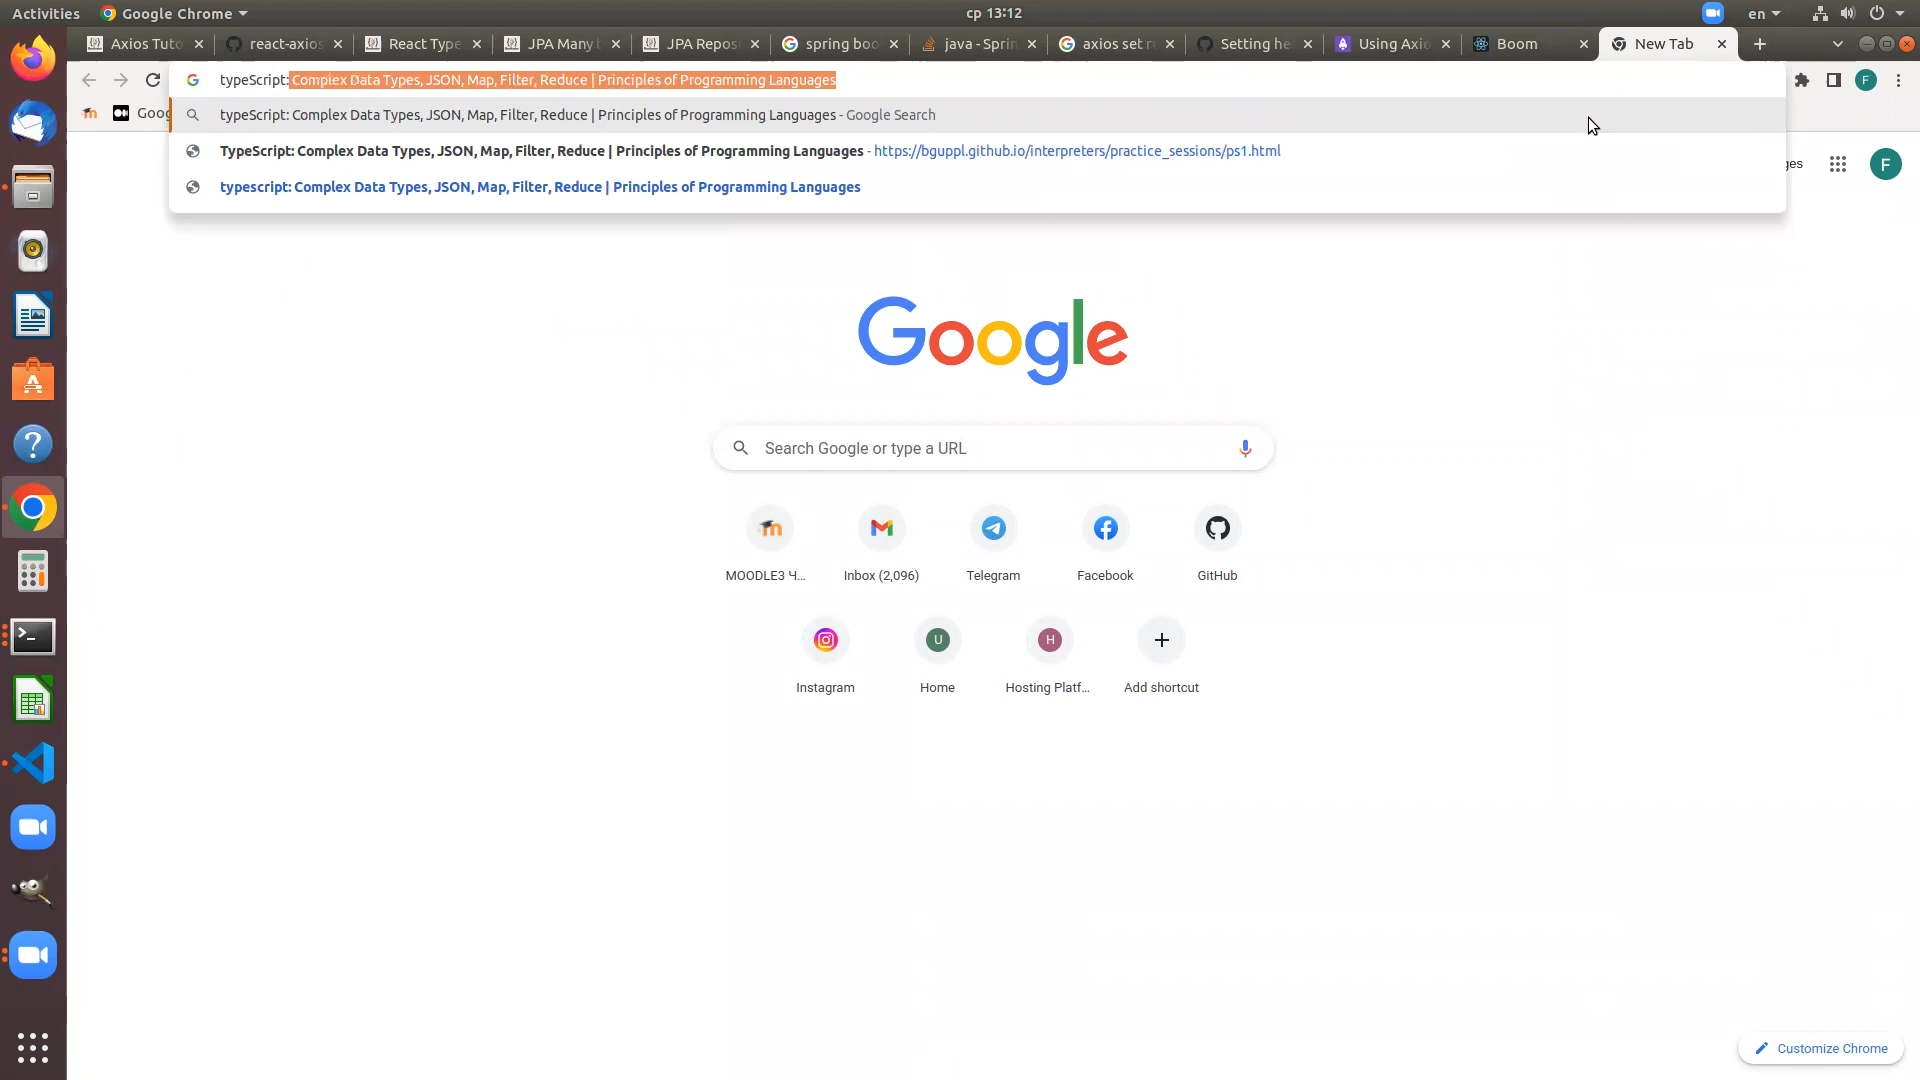 Activities Google Chrome ср 13:12 en
Axios Tuto react-axios React Type JPA Many t JPA Repos spring boo java - Sprin axios set r Setting he Using Axio Boom New Tab
typeScript: Complex Data Types, JSON, Map, Filter, Reduce | Principles of Programming Languages F
Goog typeScript: Complex Data Types, JSON, Map, Filter, Reduce | Principles of Programming Languages - Google Search
TypeScript: Complex Data Types, JSON, Map, Filter, Reduce | Principles of Programming Languages - https://bguppl.github.io/interpreters/practice_sessions/ps1.html
ges F
typescript: Complex Data Types, JSON, Map, Filter, Reduce | Principles of Programming Languages
Google
Search Google or type a URL
MOODLE3 Ч... Inbox (2,096) Telegram Facebook GitHub
U H
Instagram Home Hosting Platf... Add shortcut
Customize Chrome